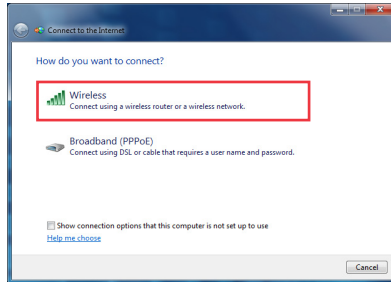 Connect to the Internet
How do you want to connect?
Wireless
Connect using a wireless router or a wireless network.
Broadband (PPPoE)
Connect using DSL or cable that requires a user name and password.
Show connection options that this computer is not set up to use
Help me choose
Cancel